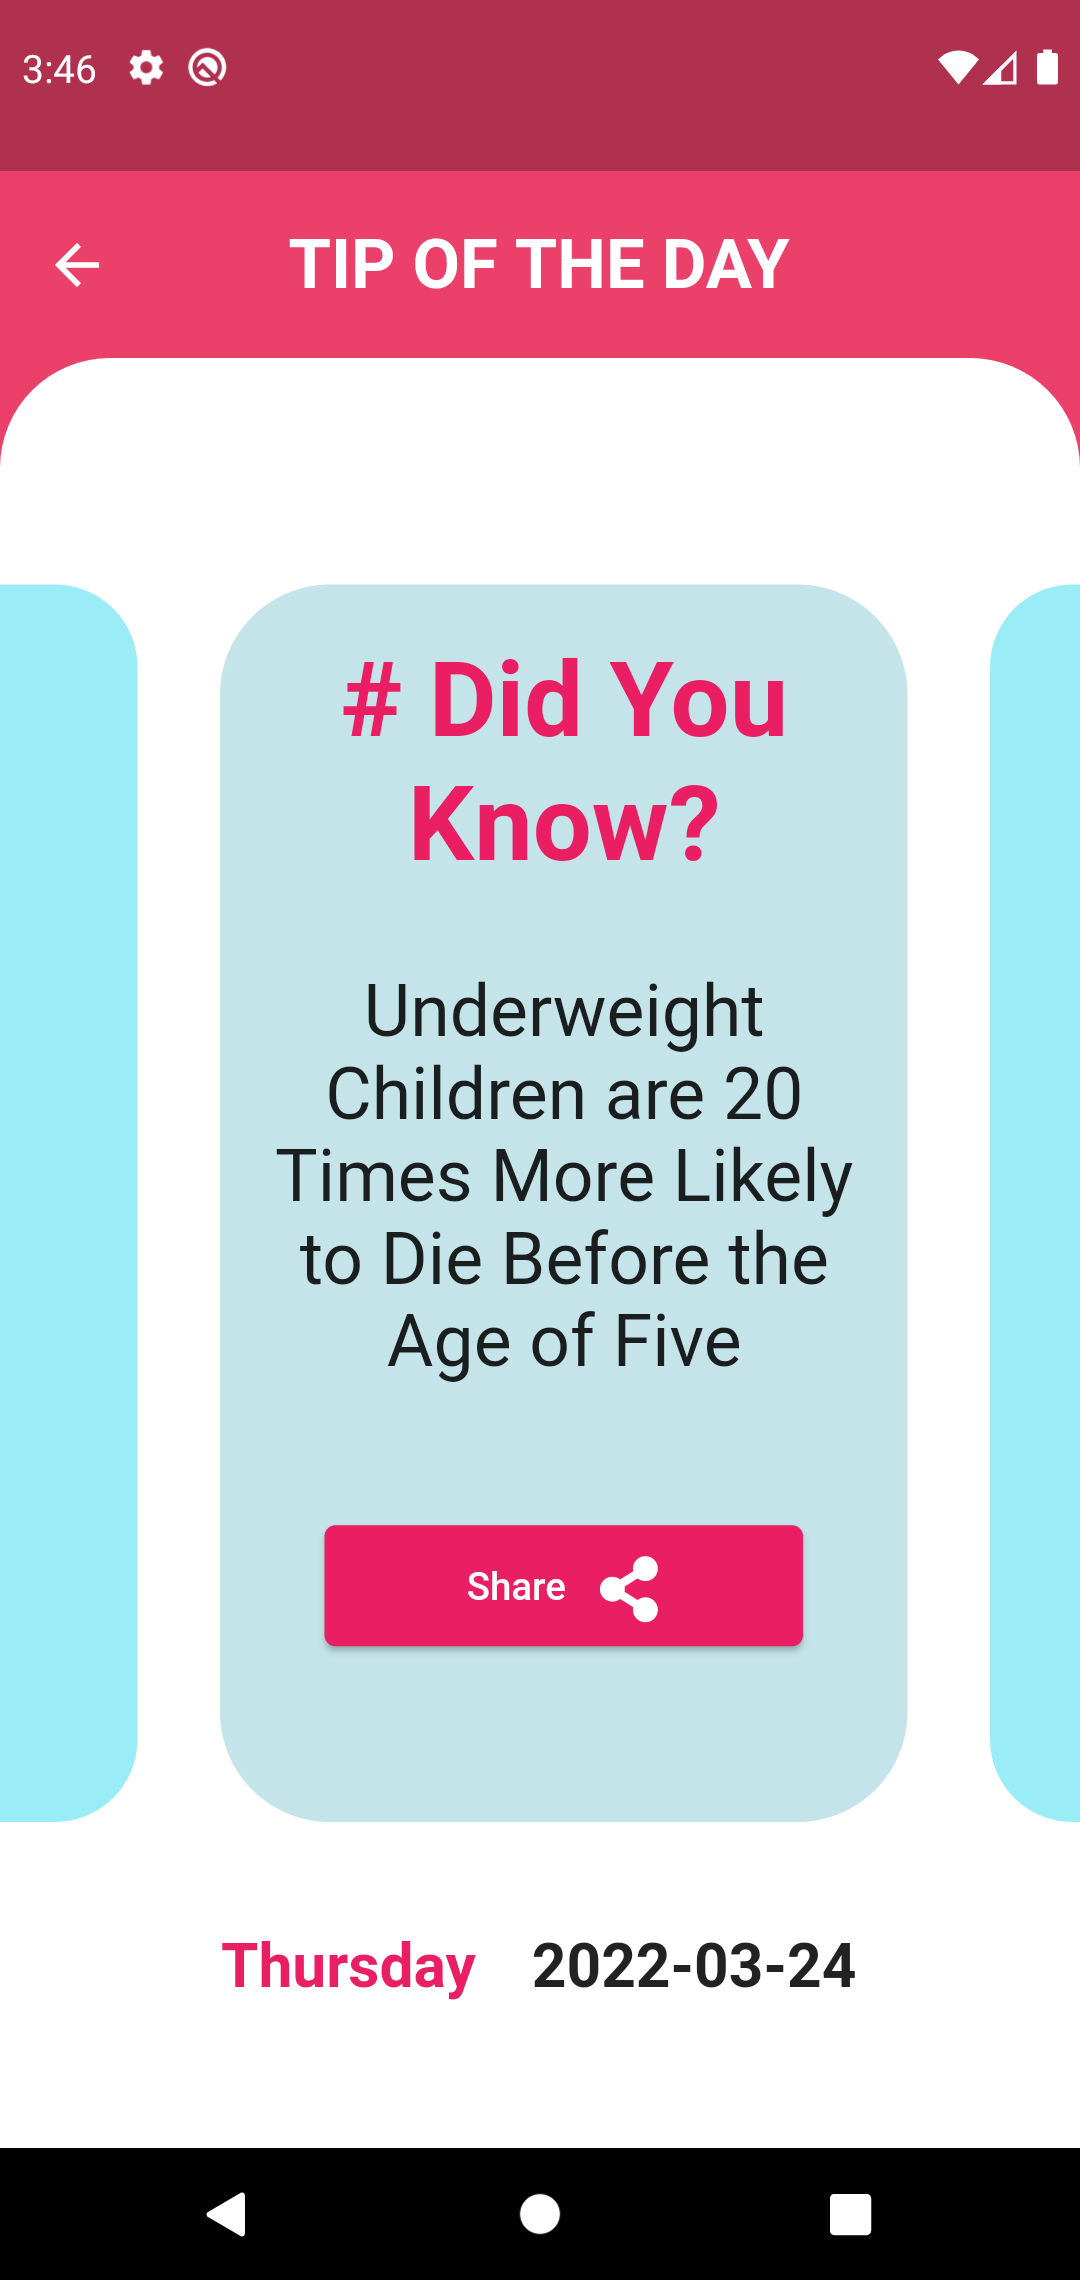 3:46
TIP OF THE DAY
# Did You
Know?
Underweight
Children are 20
Times More Likely
to Die Before the
Age of Five
Share
Thursday 2022-03-24